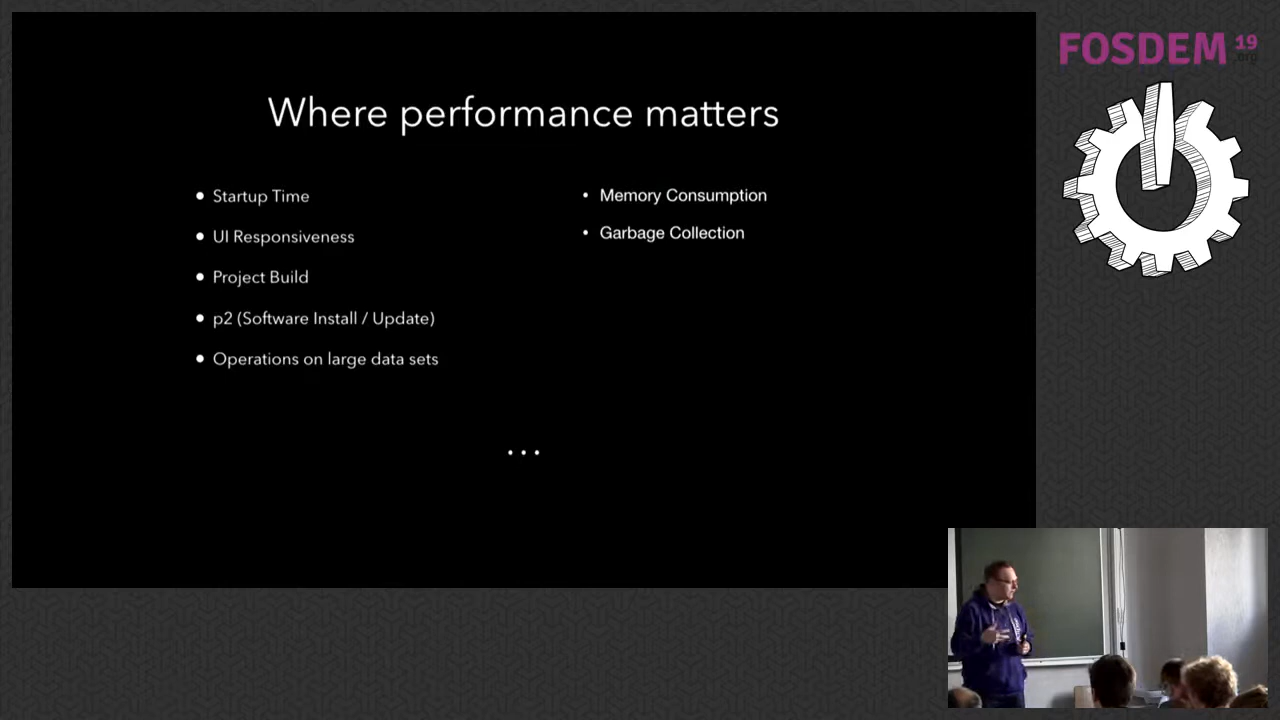 FOSDEM 19
.org
Where performance matters
• Startup Time
• UI Responsiveness
• Project Build
• p2 (Software Install / Update)
• Operations on large data sets
• Memory Consumption
• Garbage Collection
...